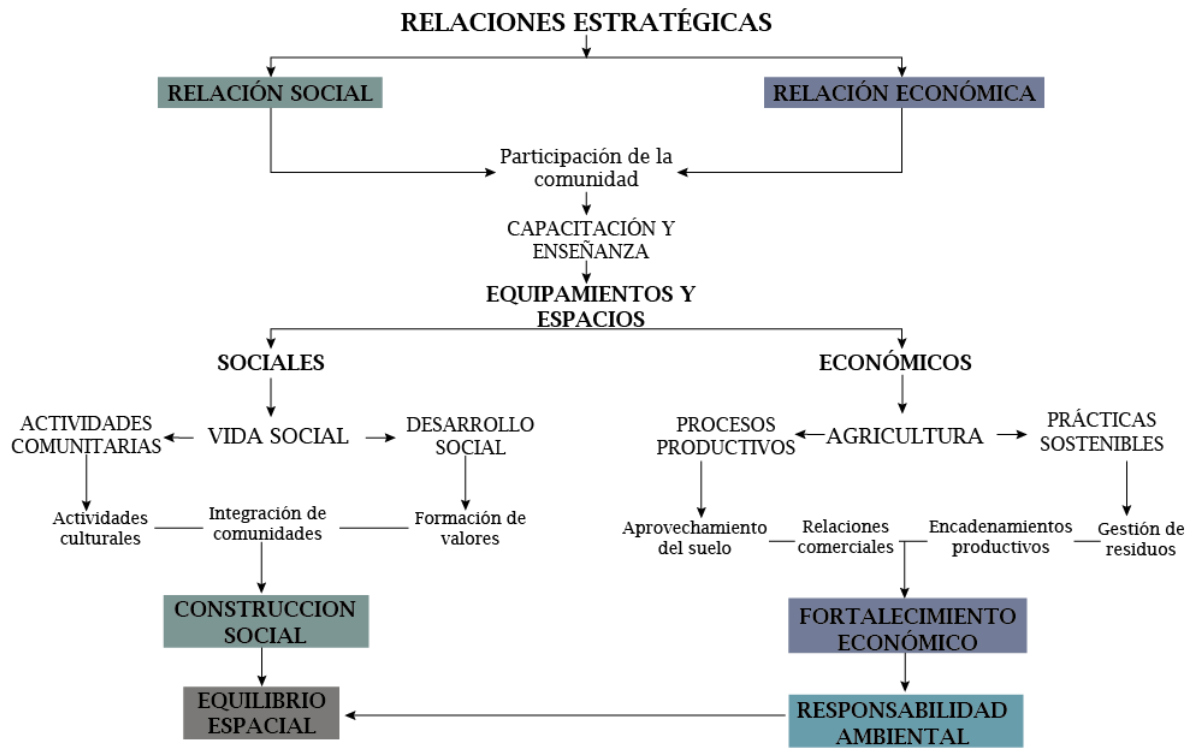 RELACIONES ESTRATÉGICAS
RELACIÓN SOCIAL
RELACIÓN ECONÓMICA
Participación de la
comunidad
CAPACITACIÓN Y
ENSEÑANZA
EQUIPAMIENTOS Y
ESPACIOS
SOCIALES
ECONÓMICOS
ACTIVIDADES
COMUNITARIAS
VIDA SOCIAL
DESARROLLO
SOCIAL
PROCESOS
PRODUCTIVOS
AGRICULTURA
PRÁCTICAS
SOSTENIBLES
Actividades
culturales
Integración de
comunidades
Formación de
valores
Aprovechamiento
del suelo
Relaciones
comerciales
Encadenamientos
productivos
Gestión de
residuos
CONSTRUCCION
SOCIAL
FORTALECIMIENTO
ECONÓMICO
EQUILIBRIO
ESPACIAL
RESPONSABILIDAD
AMBIENTAL